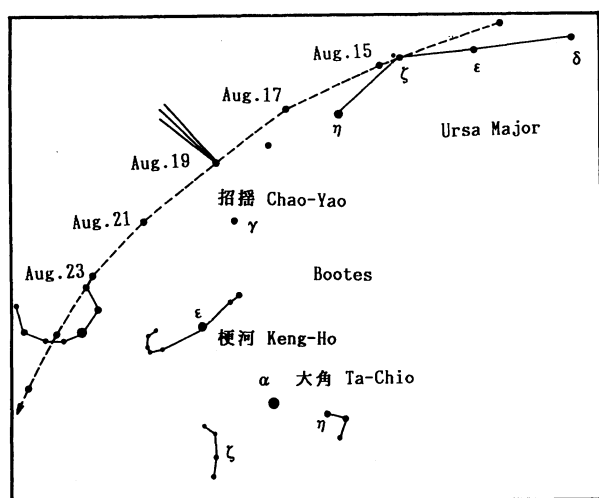 Aug.15
ζ
ε
δ
Aug.17
η
Ursa Major
Aug.19
招摇 Chao-Yao
Aug.21
γ
Aug.23
Bootes
ε
梗河 Keng-Ho
α 大角 Ta-Chio
η
ζ